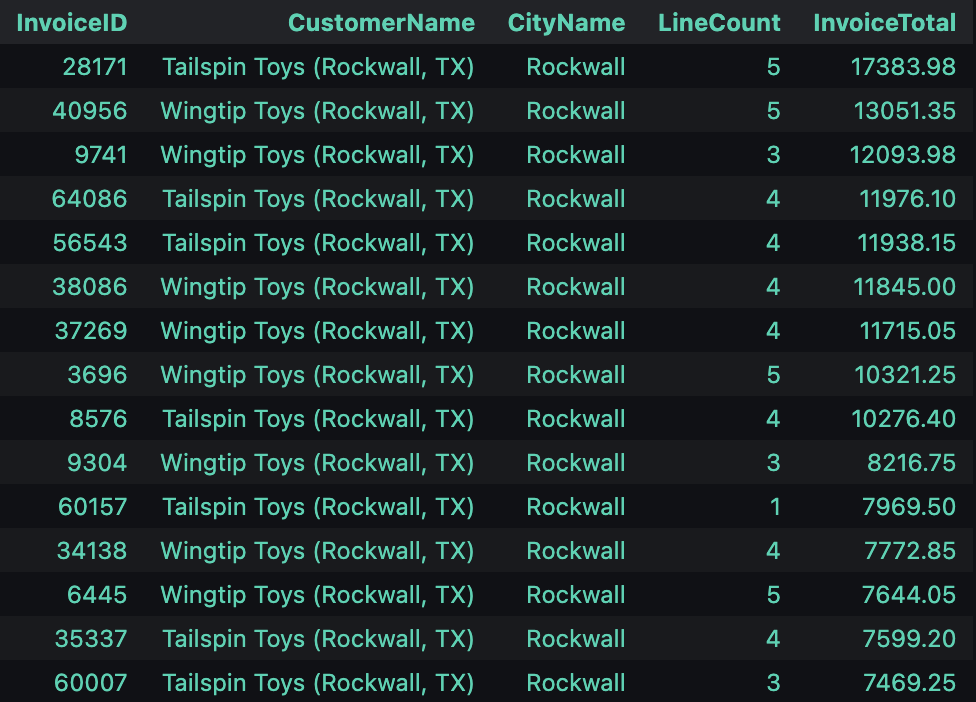 InvoiceID CustomerName CityName LineCount InvoiceTotal
28171 Tailspin Toys (Rockwall, TX) Rockwall 5 17383.98
40956 Wingtip Toys (Rockwall, TX) Rockwall 5 13051.35
9741 Wingtip Toys (Rockwall, TX) Rockwall 3 12093.98
64086 Tailspin Toys (Rockwall, TX) Rockwall 4 11976.10
56543 Tailspin Toys (Rockwall, TX) Rockwall 4 11938.15
38086 Wingtip Toys (Rockwall, TX) Rockwall 4 11845.00
37269 Wingtip Toys (Rockwall, TX) Rockwall 4 11715.05
3696 Wingtip Toys (Rockwall, TX) Rockwall 5 10321.25
8576 Tailspin Toys (Rockwall, TX) Rockwall 4 10276.40
9304 Wingtip Toys (Rockwall, TX) Rockwall 3 8216.75
60157 Tailspin Toys (Rockwall, TX) Rockwall 1 7969.50
34138 Wingtip Toys (Rockwall, TX) Rockwall 4 7772.85
6445 Wingtip Toys (Rockwall, TX) Rockwall 5 7644.05
35337 Tailspin Toys (Rockwall, TX) Rockwall 4 7599.20
60007 Tailspin Toys (Rockwall, TX) Rockwall 3 7469.25